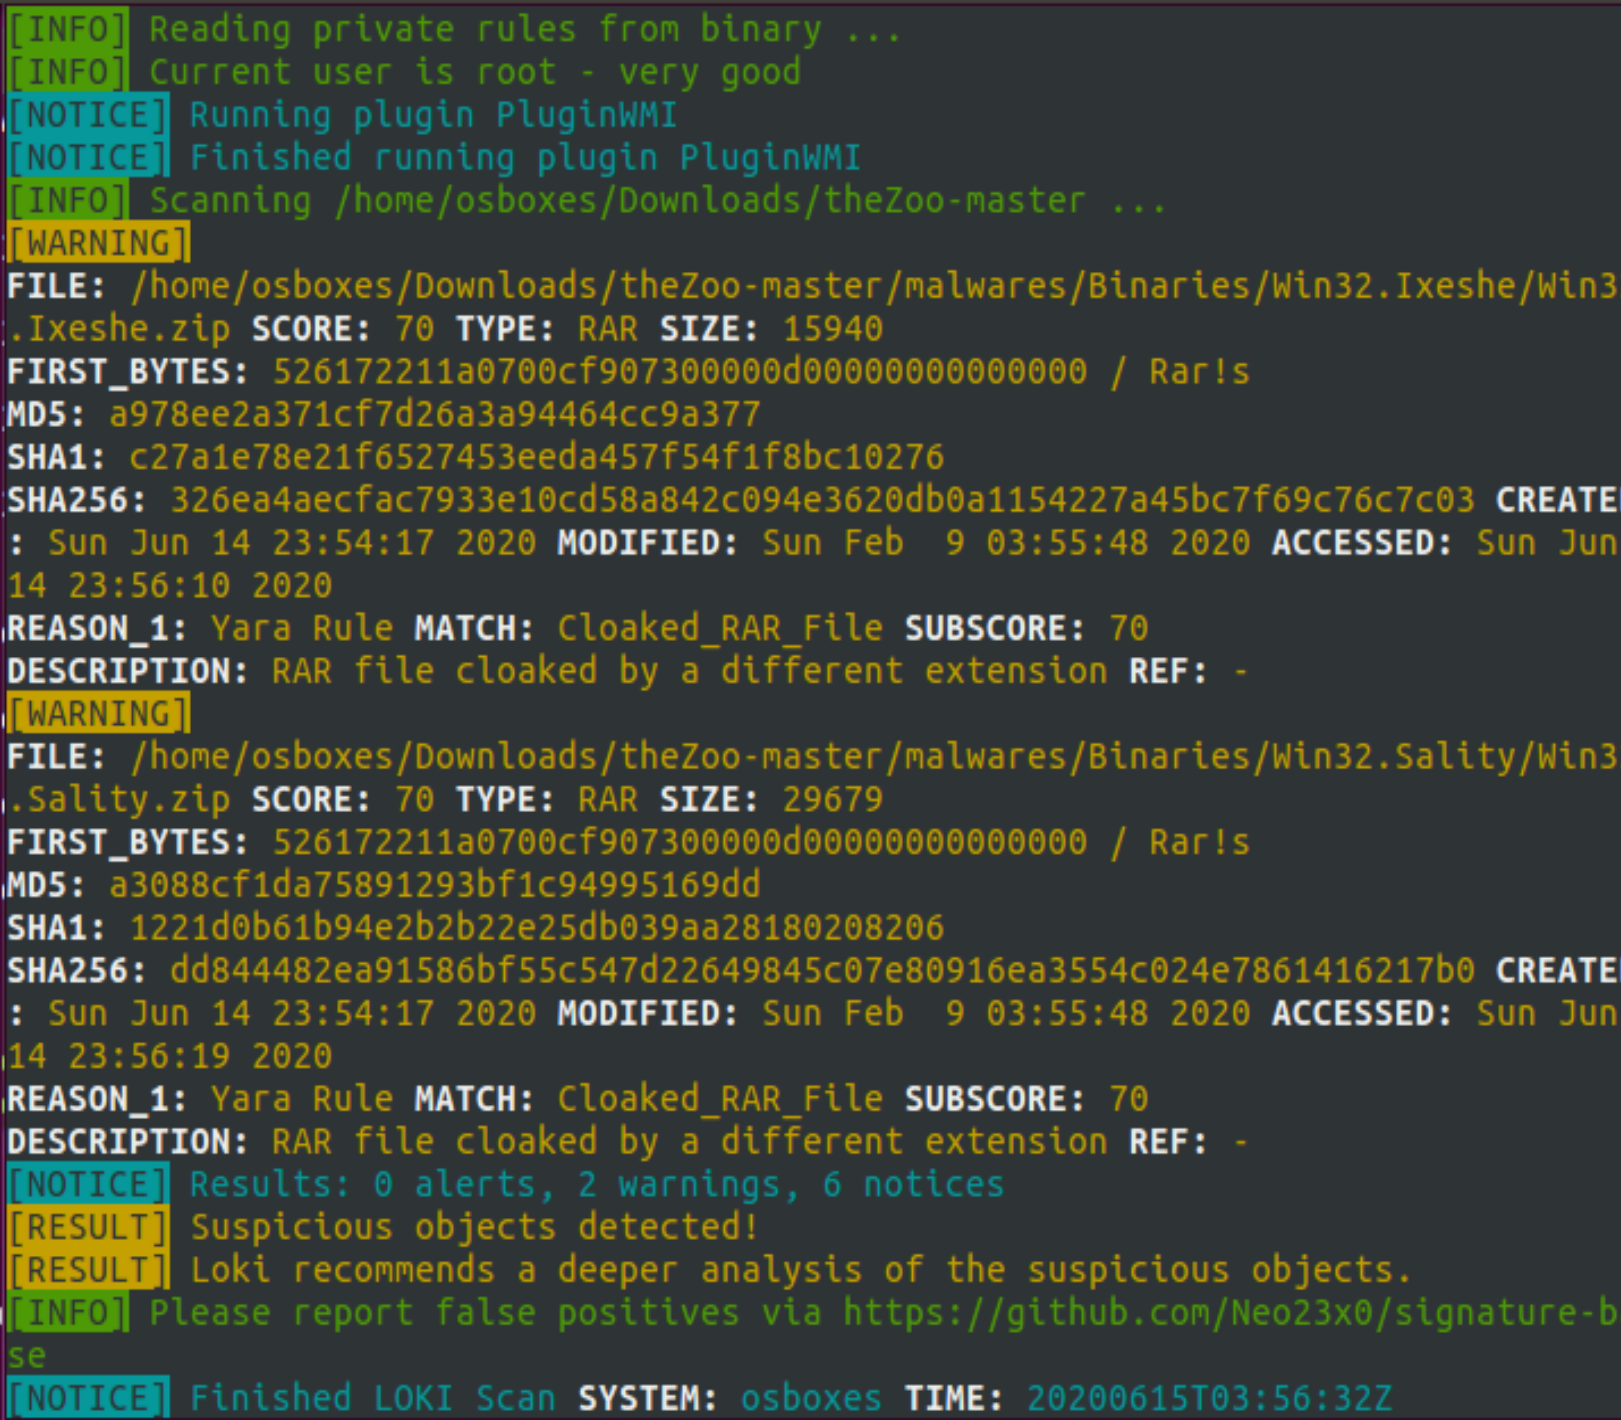 [INFO] Reading private rules from binary ...
[INFO] Current user is root - very good
[NOTICE] Running plugin PluginWMI
[NOTICE] Finished running plugin PluginWMI
[INFO] Scanning /home/osboxes/Downloads/theZoo-master ...
[WARNING]
FILE: /home/osboxes/Downloads/theZoo-master/malwares/Binaries/Win32.Ixeshe/Win3
.Ixeshe.zip SCORE: 70 TYPE: RAR SIZE: 15940
FIRST_BYTES: 526172211a0700cf907300000d00000000000000 / Rar!s
MD5: a978ee2a371cf7d26a3a94464cc9a377
SHA1: c27a1e78e21f6527453eeda457f54f1f8bc10276
SHA256: 326ea4aecfac7933e10cd58a842c094e3620db0a1154227a45bc7f69c76c7c03 CREATE
: Sun Jun 14 23:54:17 2020 MODIFIED: Sun Feb  9 03:55:48 2020 ACCESSED: Sun Jun
14 23:56:10 2020
REASON_1: Yara Rule MATCH: Cloaked_RAR_File SUBSCORE: 70
DESCRIPTION: RAR file cloaked by a different extension REF: -
[WARNING]
FILE: /home/osboxes/Downloads/theZoo-master/malwares/Binaries/Win32.Sality/Win3
.Sality.zip SCORE: 70 TYPE: RAR SIZE: 29679
FIRST_BYTES: 526172211a0700cf907300000d00000000000000 / Rar!s
MD5: a3088cf1da75891293bf1c94995169dd
SHA1: 1221d0b61b94e2b2b22e25db039aa28180208206
SHA256: dd844482ea91586bf55c547d22649845c07e80916ea3554c024e7861416217b0 CREATE
: Sun Jun 14 23:54:17 2020 MODIFIED: Sun Feb  9 03:55:48 2020 ACCESSED: Sun Jun
14 23:56:19 2020
REASON_1: Yara Rule MATCH: Cloaked_RAR_File SUBSCORE: 70
DESCRIPTION: RAR file cloaked by a different extension REF: -
[NOTICE] Results: 0 alerts, 2 warnings, 6 notices
[RESULT] Suspicious objects detected!
[RESULT] Loki recommends a deeper analysis of the suspicious objects.
[INFO] Please report false positives via https://github.com/Neo23x0/signature-b
se
[NOTICE] Finished LOKI Scan SYSTEM: osboxes TIME: 20200615T03:56:32Z